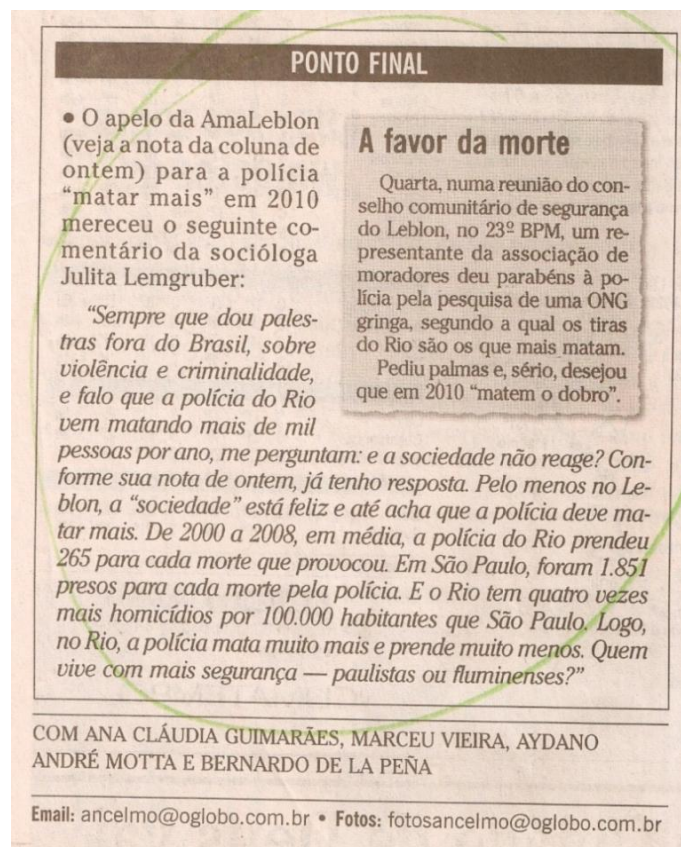 PONTO FINAL
● O apelo da AmaLeblon
(veja a nota da coluna de
ontem) para a polícia
“matar mais” em 2010
mereceu o seguinte co-
mentário da socióloga
Julita Lemgruber:
A favor da morte
Quarta, numa reunião do con-
selho comunitário de segurança
do Leblon, no 23º BPM, um re-
presentante da associação de
moradores deu parabéns à po-
lícia pela pesquisa de uma ONG
gringa, segundo a qual os tiras
do Rio são os que mais matam.
Pediu palmas e, sério, desejou
que em 2010 “matem o dobro”.
“Sempre que dou pales-
tras fora do Brasil, sobre
violência e criminalidade,
e falo que a polícia do Rio
vem matando mais de mil
pessoas por ano, me perguntam: e a sociedade não reage? Con-
forme sua nota de ontem, já tenho resposta. Pelo menos no Le-
blon, a “sociedade” está feliz e até acha que a polícia deve ma-
tar mais. De 2000 a 2008, em média, a polícia do Rio prendeu
265 para cada morte que provocou. Em São Paulo, foram 1.851
presos para cada morte pela polícia. E o Rio tem quatro vezes
mais homicídios por 100.000 habitantes que São Paulo. Logo,
no Rio, a polícia mata muito mais e prende muito menos. Quem
vive com mais segurança — paulistas ou fluminenses?”
COM ANA CLÁUDIA GUIMARÃES, MARCEU VIEIRA, AYDANO
ANDRÉ MOTTA E BERNARDO DE LA PEÑA
Email: ancelmo@oglobo.com.br • Fotos: fotosancelmo@oglobo.com.br